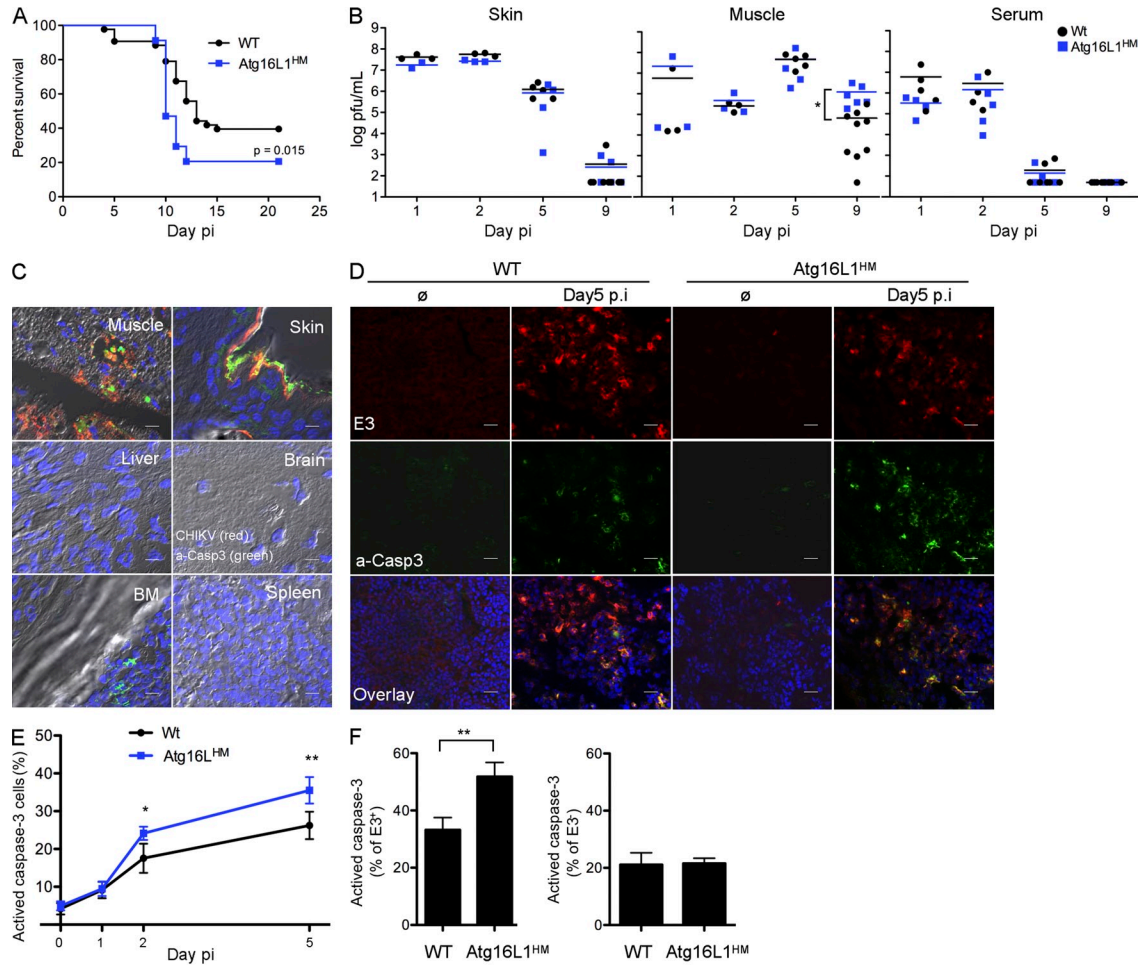 A
100
80
60
40
20
0
Percent survival
WT
Atg16L1HM
p = 0.015
0 5 10 15 20 25
Day pi
B
Skin Muscle Serum
Wt
Atg16L1HM
log pfu/mL
9
8
7
6
5
4
3
2
1
*
1 2 5 9 1 2 5 9 1 2 5 9
Day pi Day pi Day pi
C
Muscle Skin
Liver Brain
CHIKV (red)
a-Casp3 (green)
BM Spleen
D
WT Atg16L1HM
ø Day5 p.i ø Day5 p.i
E3
a-Casp3
Overlay
E
Wt
Atg16LHM
Actived caspase-3 cells (%)
50
40
30
20
10
* **
0 1 2 5
Day pi
F
**
Actived caspase-3
(% of E3+)
60
40
20
0
WT Atg16L1HM
Actived caspase-3
(% of E3-)
60
40
20
0
WT Atg16L1HM